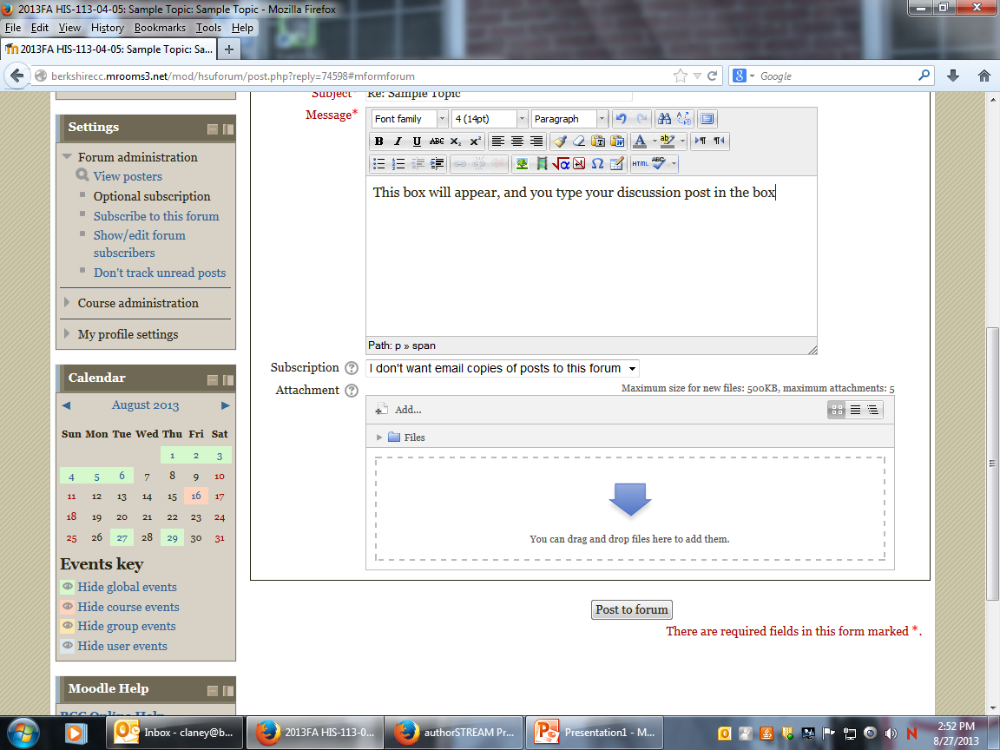 2013FA HIS-113-04-05: Sample Topic: Sample Topic - Mozilla Firefox
File Edit View History Bookmarks Tools Help
2013FA HIS-113-04-05: Sample Topic: Sa...
berkshirecc.mrooms3.net/mod/hsuforum/post.php?reply=74598#mformforum
Google
Settings
Forum administration
View posters
Optional subscription
Subscribe to this forum
Show/edit forum
subscribers
Don't track unread posts
Course administration
My profile settings
Calendar
August 2013
Sun Mon Tue Wed Thu Fri Sat
1 2 3
4 5 6 7 8 9 10
11 12 13 14 15 16 17
18 19 20 21 22 23 24
25 26 27 28 29 30 31
Events key
Hide global events
Hide course events
Hide group events
Hide user events
Moodle Help
BCC Online Help
Subject* Re: Sample Topic
Message*
Font family 4 (14pt) Paragraph
B I U ABC X₂ X²
HTML ABC
This box will appear, and you type your discussion post in the box
Path: p » span
Subscription I don't want email copies of posts to this forum
Attachment Maximum size for new files: 500KB, maximum attachments: 5
Add...
Files
You can drag and drop files here to add them.
Post to forum
There are required fields in this form marked *.
Inbox - claney@b...
2013FA HIS-113-0...
authorSTREAM Pr...
Presentation1 - M...
2:52 PM
8/27/2013